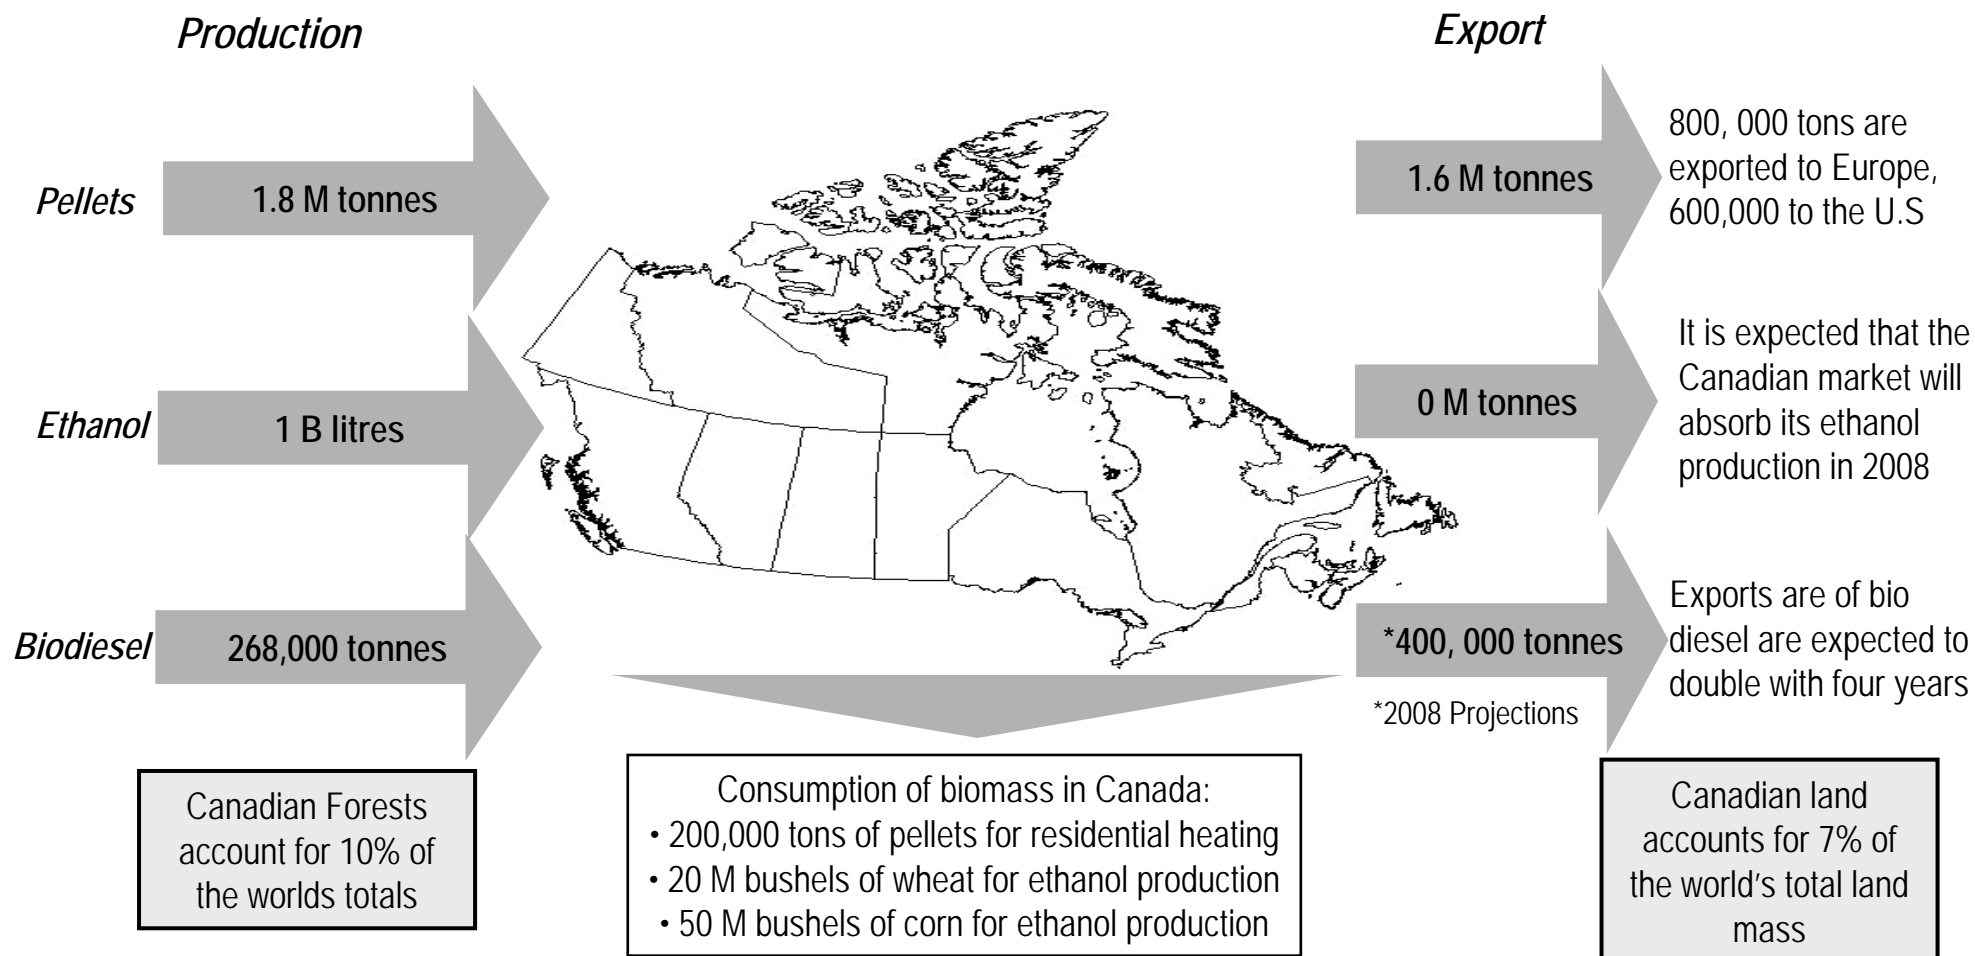 Production
Export
Pellets
1.8 M tonnes
1.6 M tonnes
800, 000 tons are
exported to Europe,
600,000 to the U.S
Ethanol
1 B litres
0 M tonnes
It is expected that the
Canadian market will
absorb its ethanol
production in 2008
Biodiesel
268,000 tonnes
*400, 000 tonnes
Exports are of bio
diesel are expected to
double with four years
*2008 Projections
Canadian Forests
account for 10% of
the worlds totals
Consumption of biomass in Canada:
• 200,000 tons of pellets for residential heating
• 20 M bushels of wheat for ethanol production
• 50 M bushels of corn for ethanol production
Canadian land
accounts for 7% of
the world's total land
mass